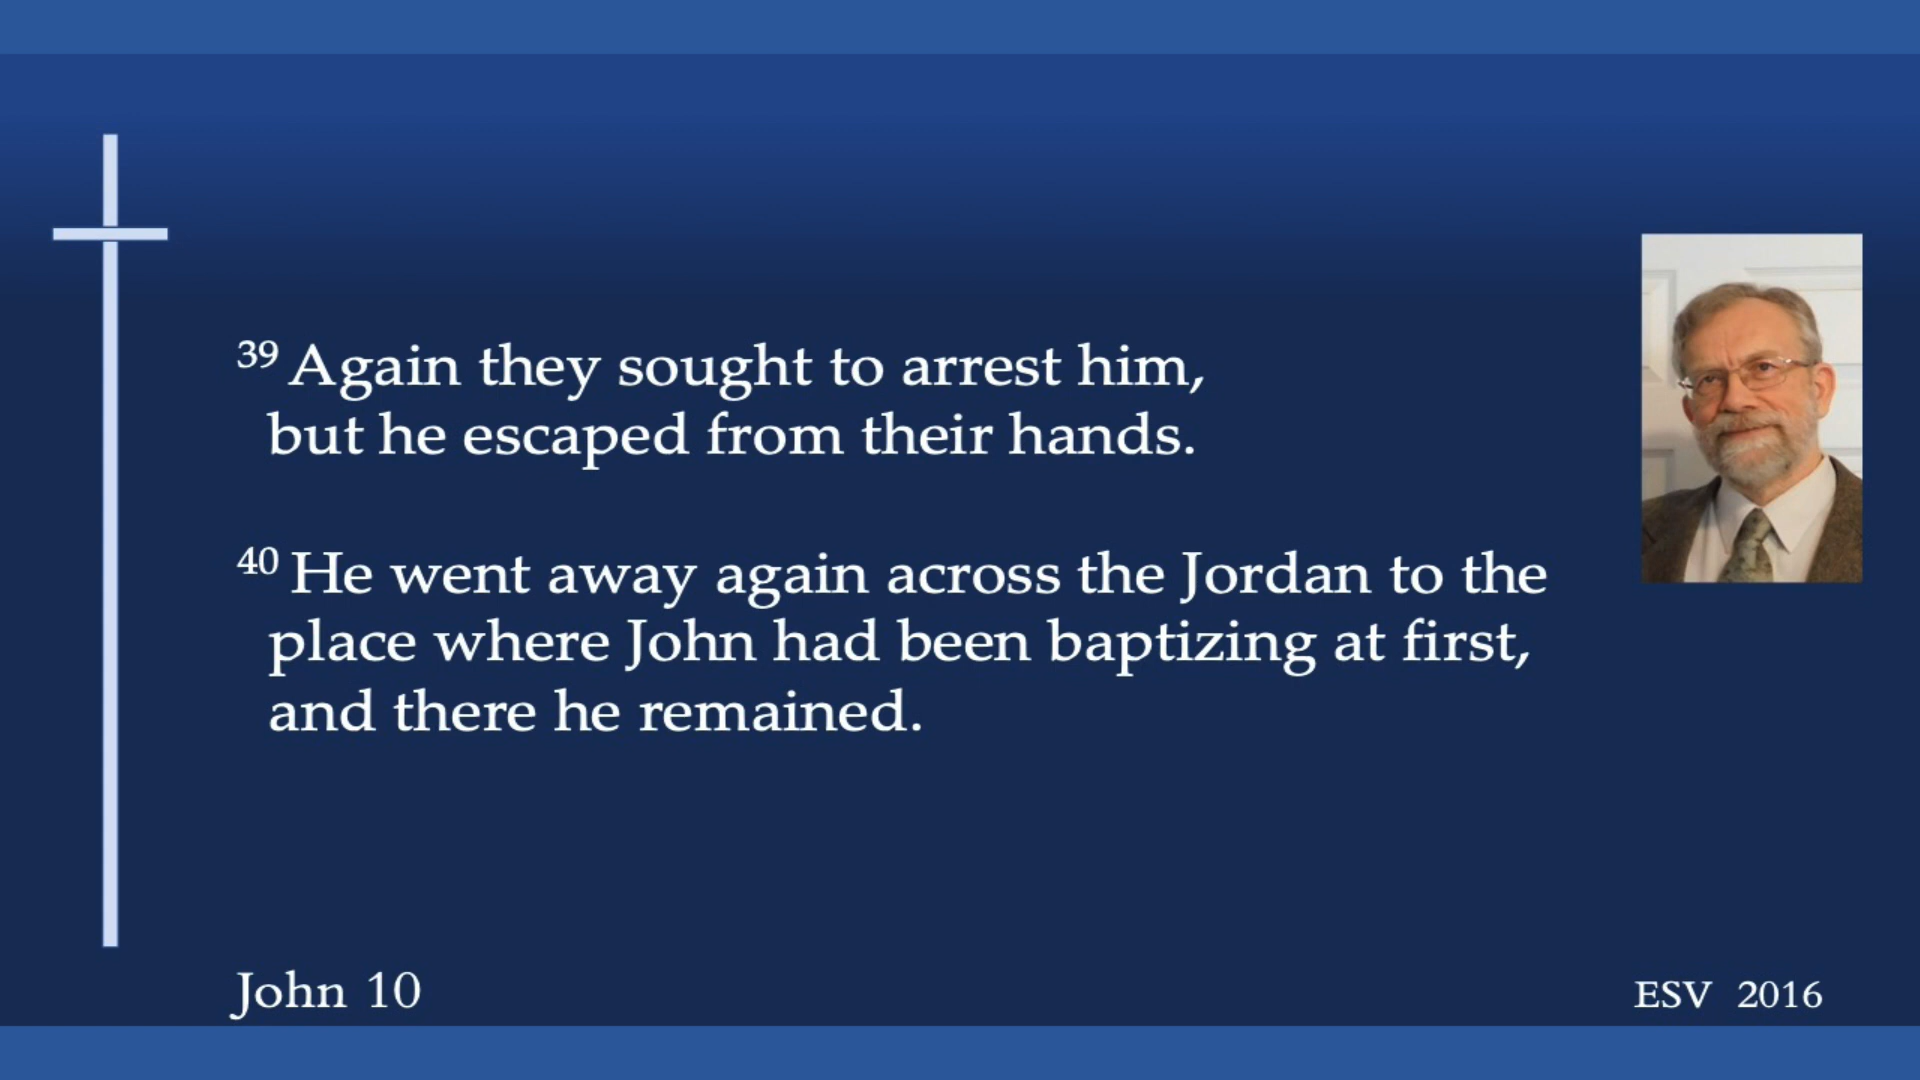 39 Again they sought to arrest him,
but he escaped from their hands.
40 He went away again across the Jordan to the
place where John had been baptizing at first,
and there he remained.
John 10
ESV 2016